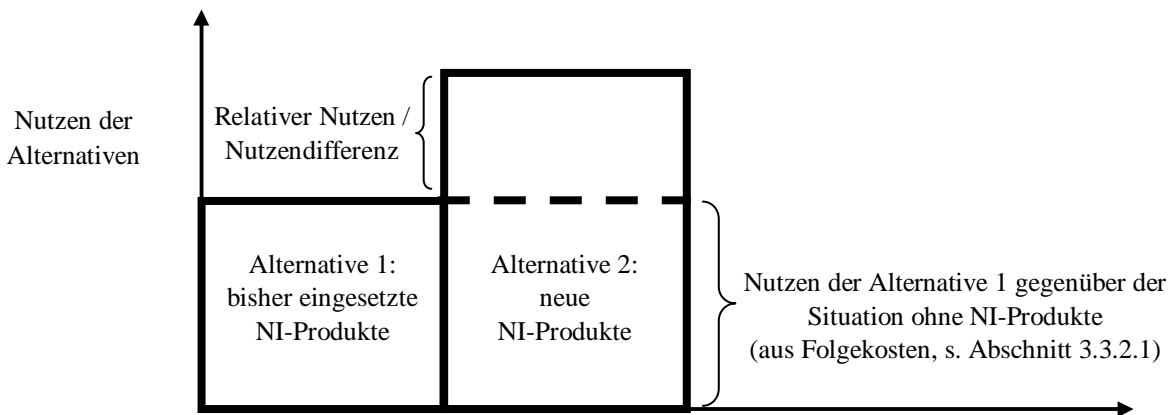 Nutzen der
Alternativen
Relativer Nutzen /
Nutzendifferenz
Alternative 1:
bisher eingesetzte
NI-Produkte
Alternative 2:
neue
NI-Produkte
Nutzen der Alternative 1 gegenüber der
Situation ohne NI-Produkte
(aus Folgekosten, s. Abschnitt 3.3.2.1)